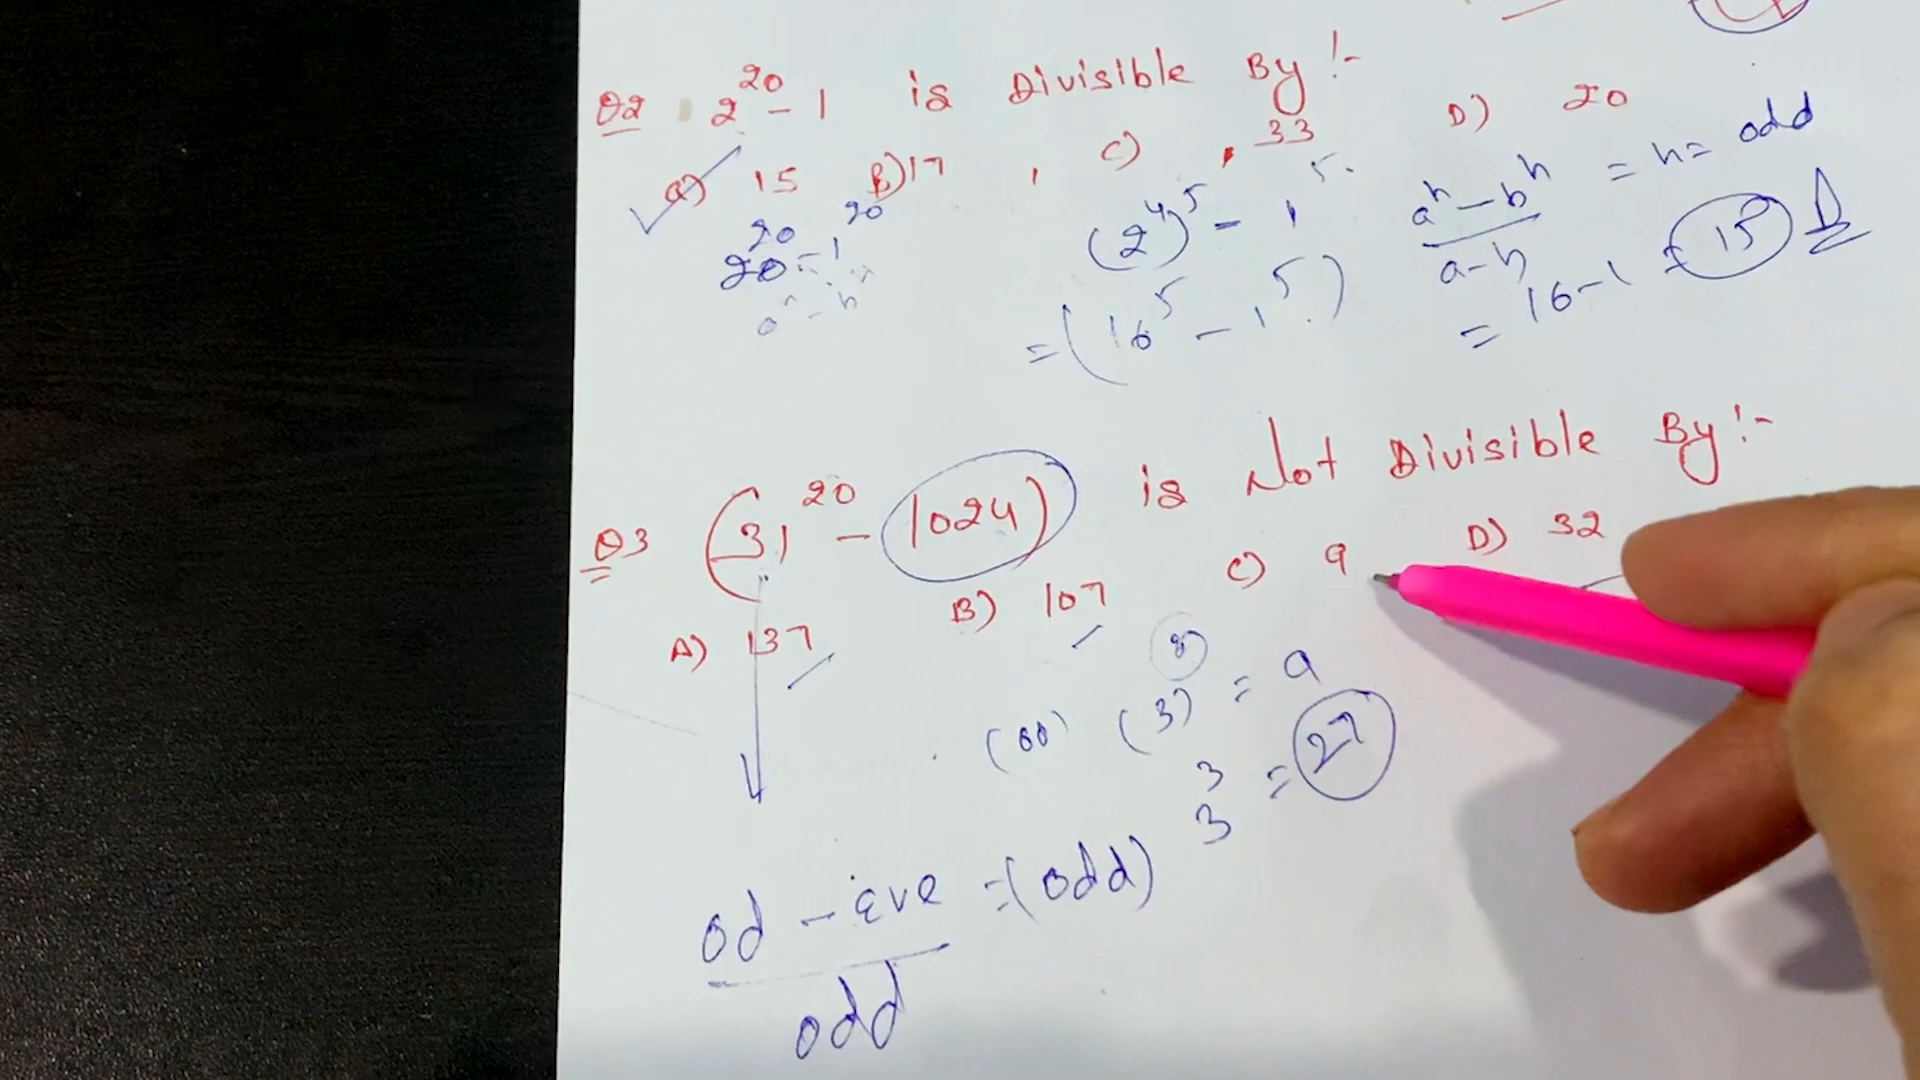 Q2 2^20 - 1 is Divisible By :-
a) 15 B) 17 , C) 33 D) 20
20^20 - 1^20
a^n - b^n
(2^4)^5 - 1^5
= (16^5 - 1^5)
a^n - b^n / a - b = n = odd
= 16 - 1 = 15
Q3 (31^20 - 1024) is Not Divisible By :-
A) 137 B) 107 C) 9 D) 32
(3) = 9
3 = 27
3
od - eve = (odd)
odd